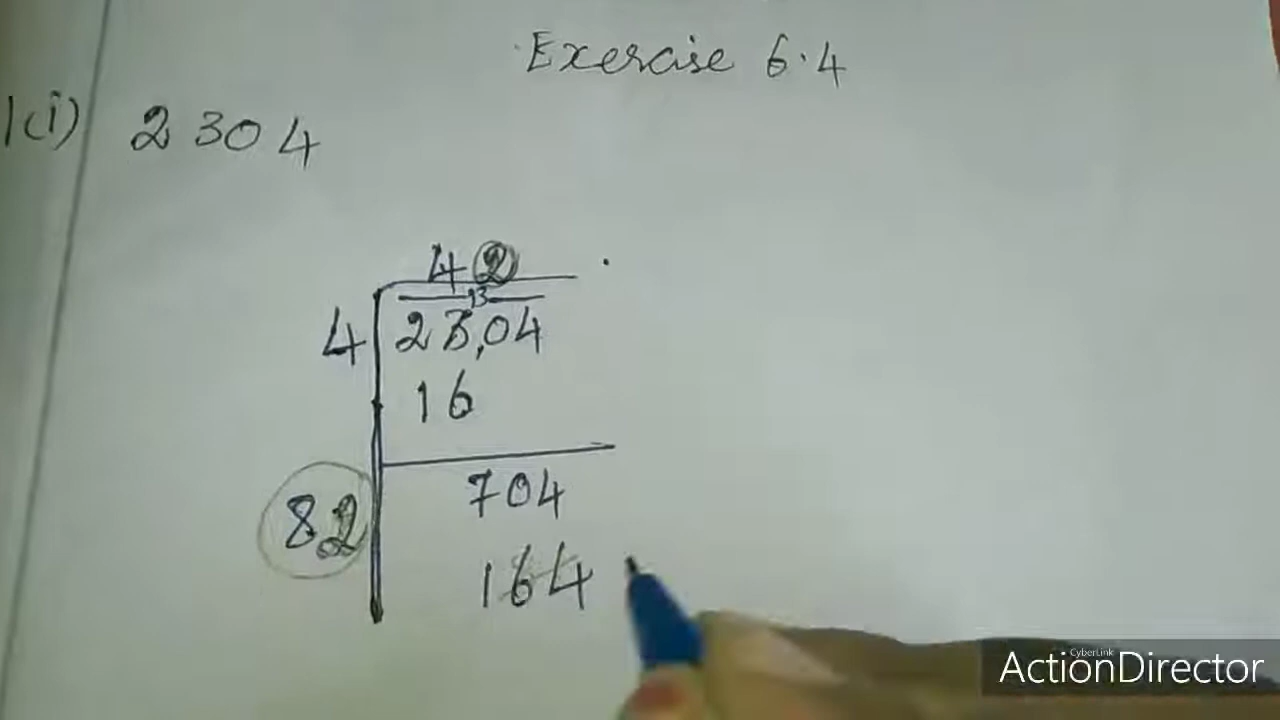 Exercise 6.4
1(i) 2304
42
13
4 23,04
16
704
82
164
CyberLink
ActionDirector